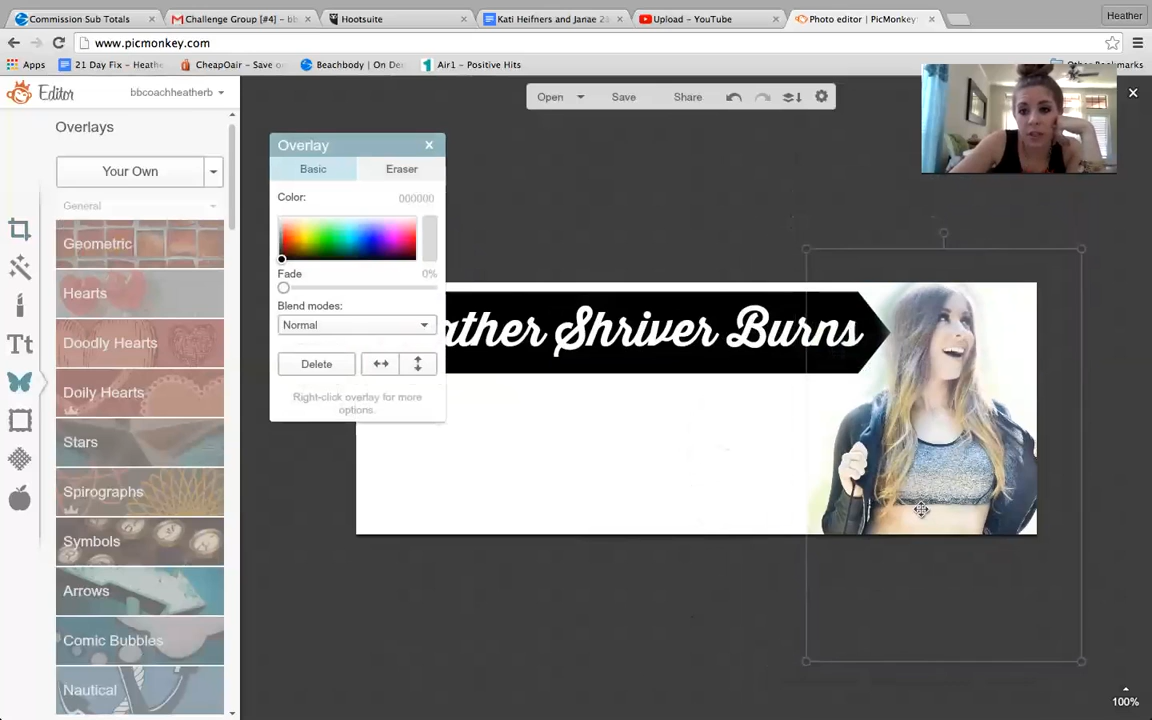 Commission Sub Totals
Challenge Group [#4] - bb
Hootsuite
Kati Heifners and Janae 2
Upload - YouTube
Photo editor | PicMonkey
Heather
www.picmonkey.com
Apps
21 Day Fix - Heath
CheapOair - Save o
Beachbody | On De
Air1 - Positive Hits
Other Bookmarks
Editor
bbcoachheatherb
Open
Save
Share
Overlays
Your Own
General
Geometric
Hearts
Doodly Hearts
Doily Hearts
Stars
Spirographs
Symbols
Arrows
Comic Bubbles
Nautical
Overlay
Basic
Eraser
Color:
000000
Fade
0%
Blend modes:
Normal
Delete
Right-click overlay for more
options.
ather Shriver Burns
100%